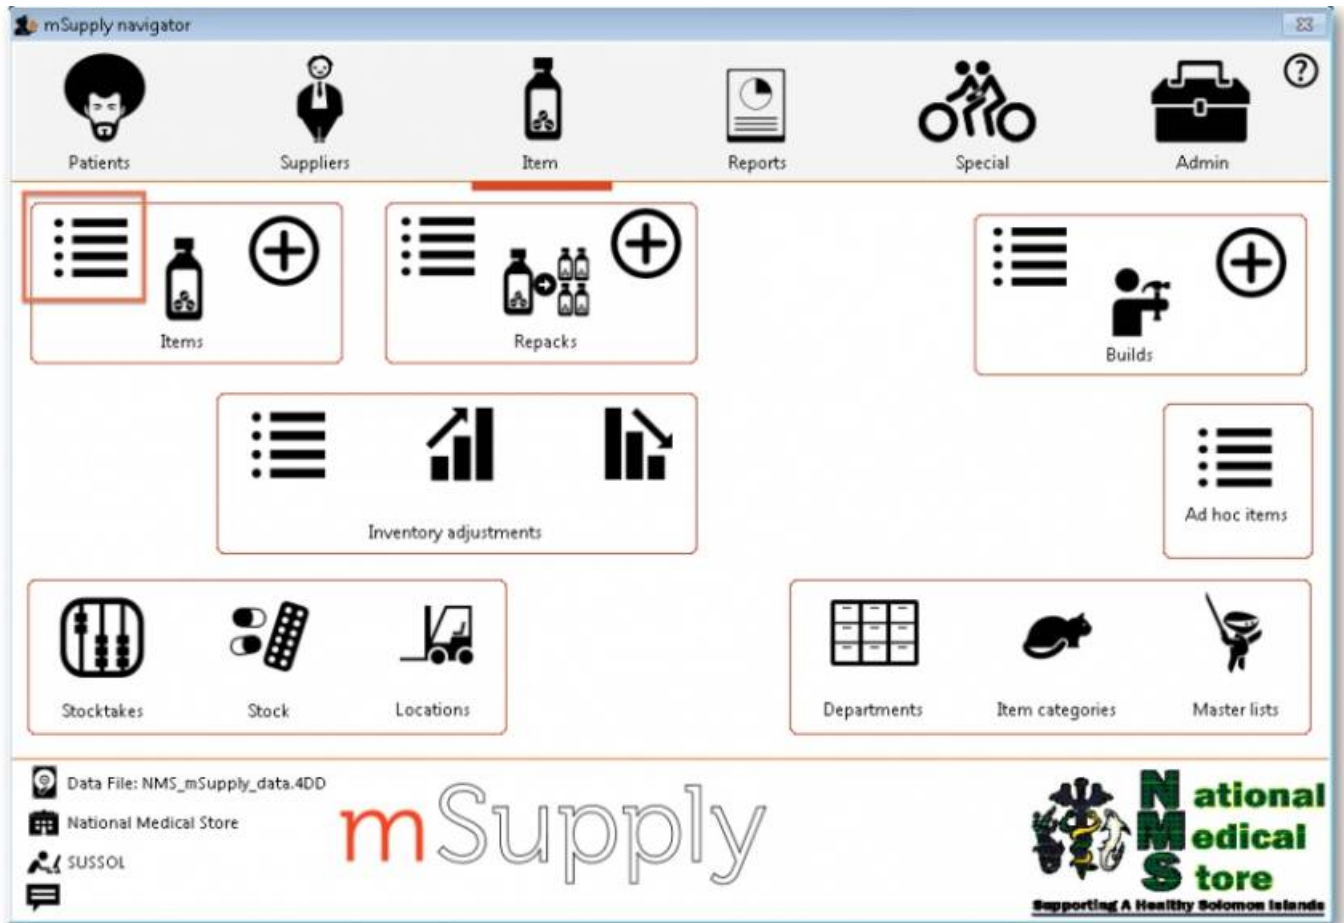 mSupply navigator
?
Patients
Suppliers
Item
Reports
Special
Admin
Items
Repacks
Builds
Inventory adjustments
Ad hoc items
Stocktakes
Stock
Locations
Departments
Item categories
Master lists
Data File: NMS_mSupply_data.4DD
National Medical Store
SUSSOL
mSupply
National
Medical
Store
Supporting A Healthy Solomon Islands